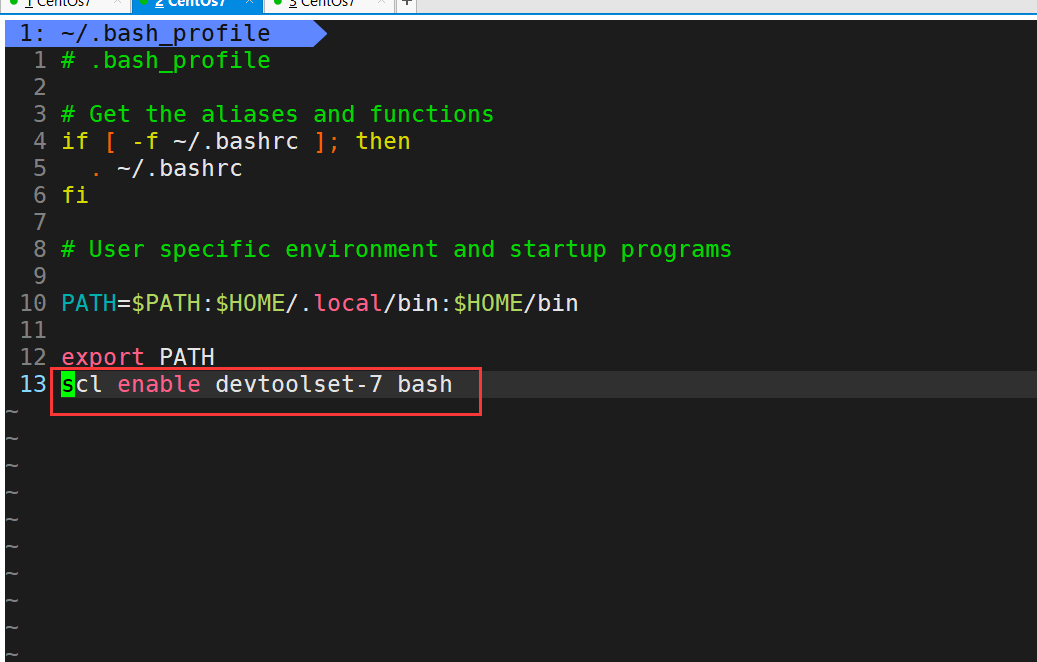 1 CentOs7 2 CentOs7 3 CentOs7 +
1: ~/.bash_profile
1 # .bash_profile
2
3 # Get the aliases and functions
4 if [ -f ~/.bashrc ]; then
5   . ~/.bashrc
6 fi
7
8 # User specific environment and startup programs
9
10 PATH=$PATH:$HOME/.local/bin:$HOME/bin
11
12 export PATH
13 scl enable devtoolset-7 bash
~
~
~
~
~
~
~
~
~
~